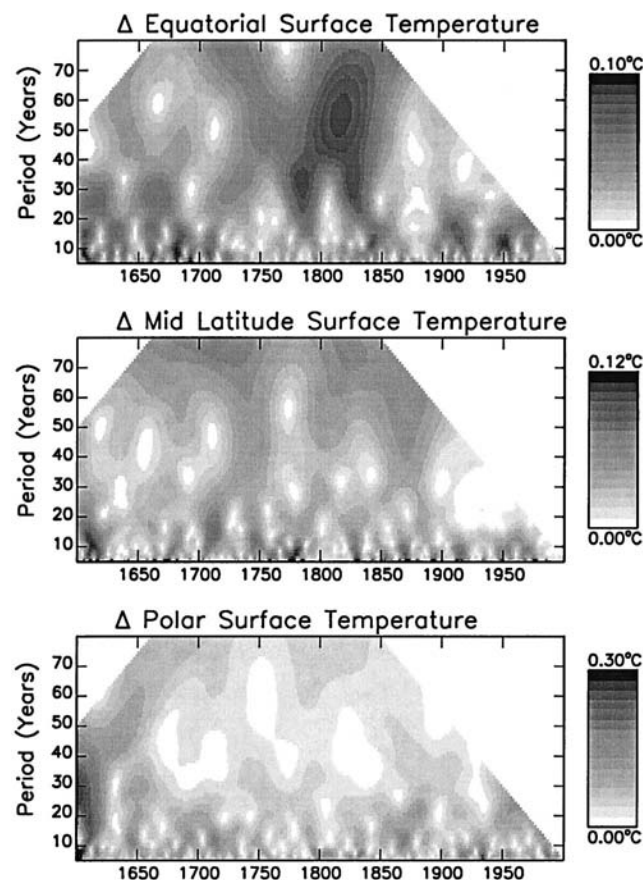 Δ Equatorial Surface Temperature
Period (Years)
70
60
50
40
30
20
10
1650 1700 1750 1800 1850 1900 1950
0.10°C
0.00°C
Δ Mid Latitude Surface Temperature
Period (Years)
70
60
50
40
30
20
10
1650 1700 1750 1800 1850 1900 1950
0.12°C
0.00°C
Δ Polar Surface Temperature
Period (Years)
70
60
50
40
30
20
10
1650 1700 1750 1800 1850 1900 1950
0.30°C
0.00°C